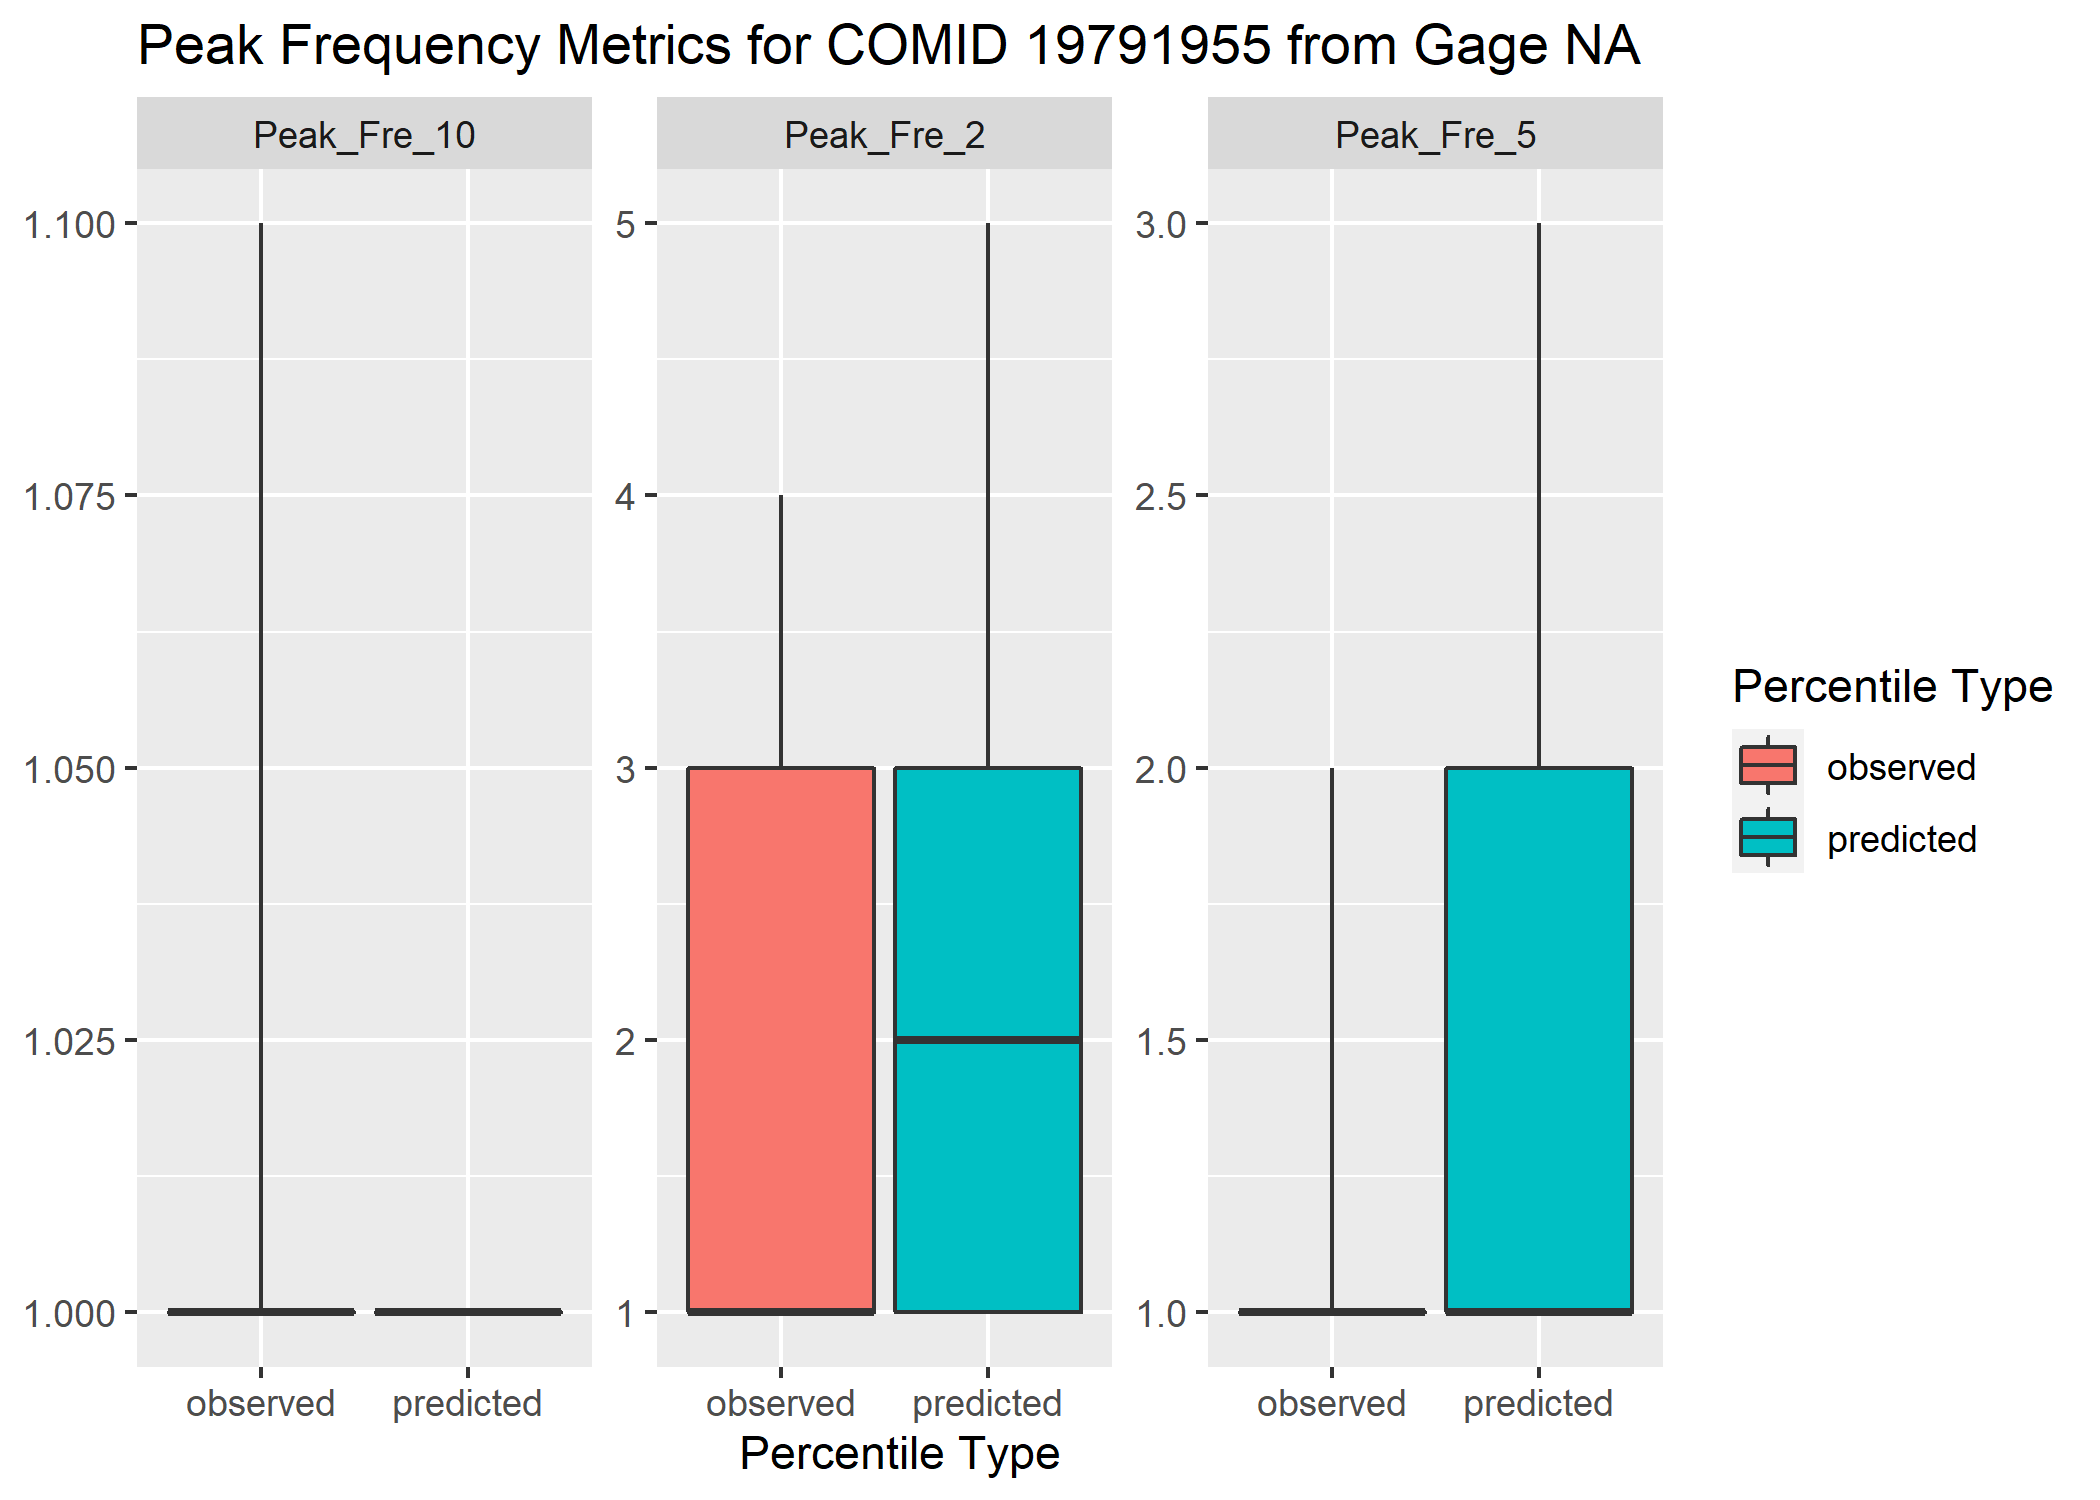 Peak Frequency Metrics for COMID 19791955 from Gage NA
Peak_Fre_10
Peak_Fre_2
Peak_Fre_5
1.100
1.075
1.050
1.025
1.000
5
4
3
2
1
3.0
2.5
2.0
1.5
1.0
observed predicted
observed predicted
observed predicted
Percentile Type
Percentile Type
observed
predicted